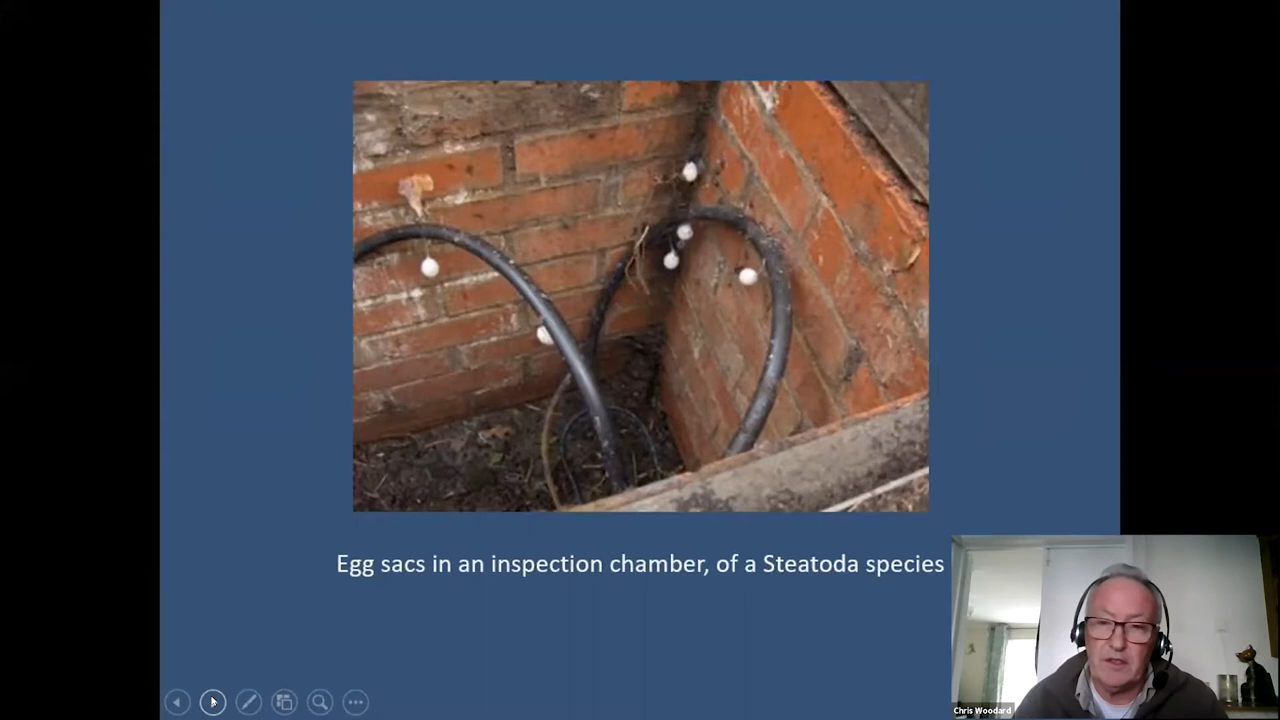 Egg sacs in an inspection chamber, of a Steatoda species
Chris Woodard